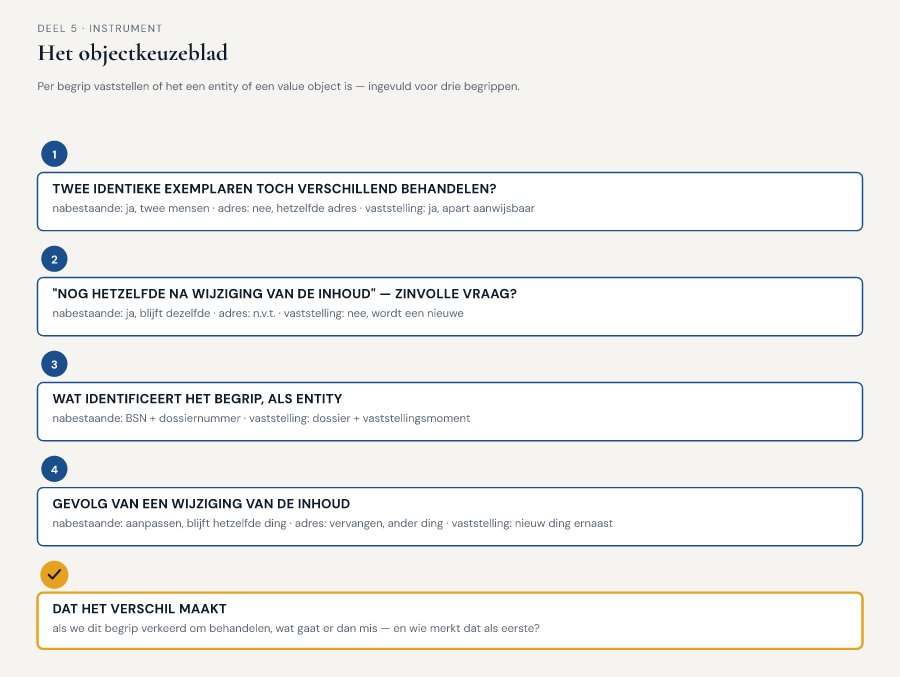 DEEL 5 · INSTRUMENT
Het objectkeuzeblad
Per begrip vaststellen of het een entity of een value object is — ingevuld voor drie begrippen.
1
TWEE IDENTIEKE EXEMPLAREN TOCH VERSCHILLEND BEHANDELEN?
nabestaande: ja, twee mensen · adres: nee, hetzelfde adres · vaststelling: ja, apart aanwijsbaar
2
"NOG HETZELFDE NA WIJZIGING VAN DE INHOUD" — ZINVOLLE VRAAG?
nabestaande: ja, blijft dezelfde · adres: n.v.t. · vaststelling: nee, wordt een nieuwe
3
WAT IDENTIFICEERT HET BEGRIP, ALS ENTITY
nabestaande: BSN + dossiernummer · vaststelling: dossier + vaststellingsmoment
4
GEVOLG VAN EEN WIJZIGING VAN DE INHOUD
nabestaande: aanpassen, blijft hetzelfde ding · adres: vervangen, ander ding · vaststelling: nieuw ding ernaast
DAT HET VERSCHIL MAAKT
als we dit begrip verkeerd om behandelen, wat gaat er dan mis — en wie merkt dat als eerste?